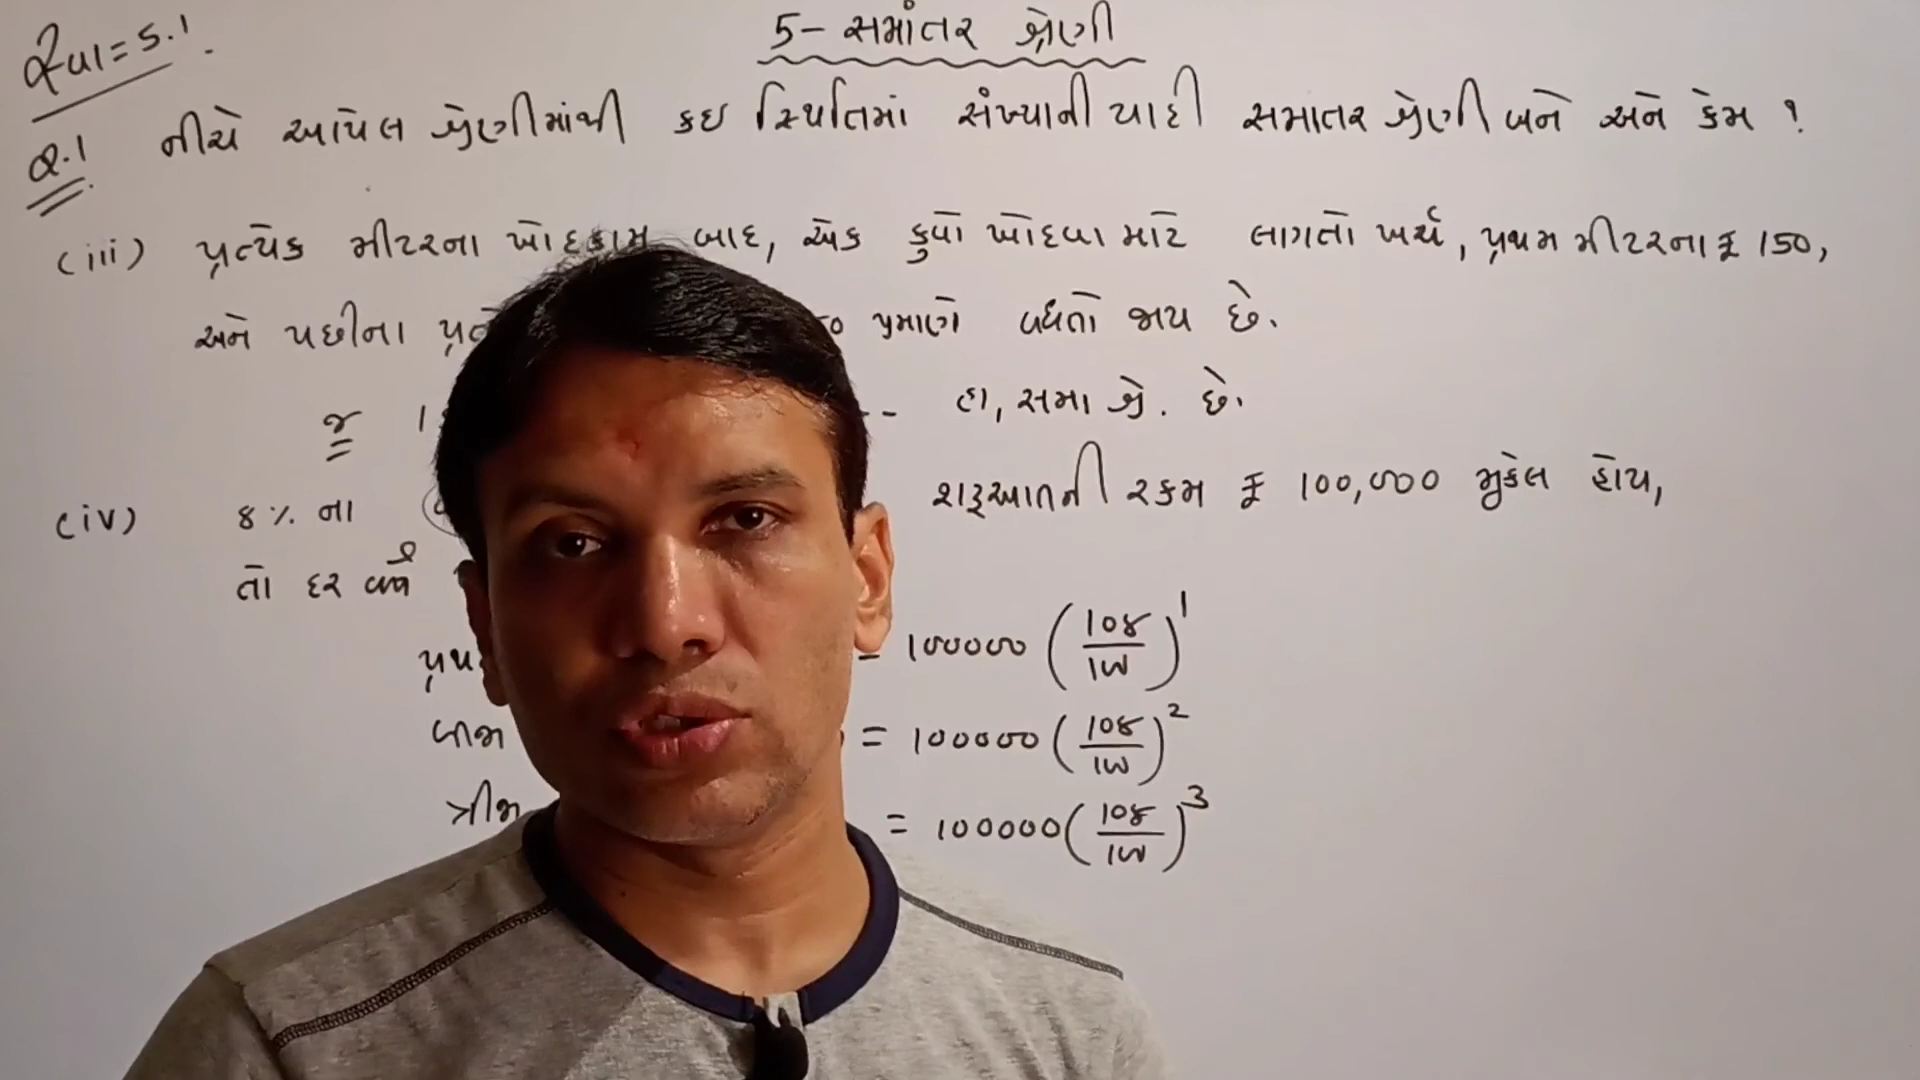 સ્વા = 5.1
5 - સમાંતર શ્રેણી
Q.1 નીચે આપેલ શ્રેણીમાંથી કઇ સ્થિતિમાં સંખ્યાની યાદી સમાતર શ્રેણી બને અને કેમ ?
(iii) પ્રત્યેક મીટરના ખોદકામ બાદ, એક કુવો ખોદવા માટે લાગતો ખર્ચ, પ્રથમ મીટરના ₹ 150,
અને પછીના પ્રમાણે વધતો જાય છે.
જ હા, સમા શ્રે. છે.
(iv) 8% ના શરૂઆતની રકમ ₹ 100,000 મુકેલ હોય,
તો દર વર્ષે
= 100000 (108/100)^1
= 100000 (108/100)^2
= 100000 (108/100)^3